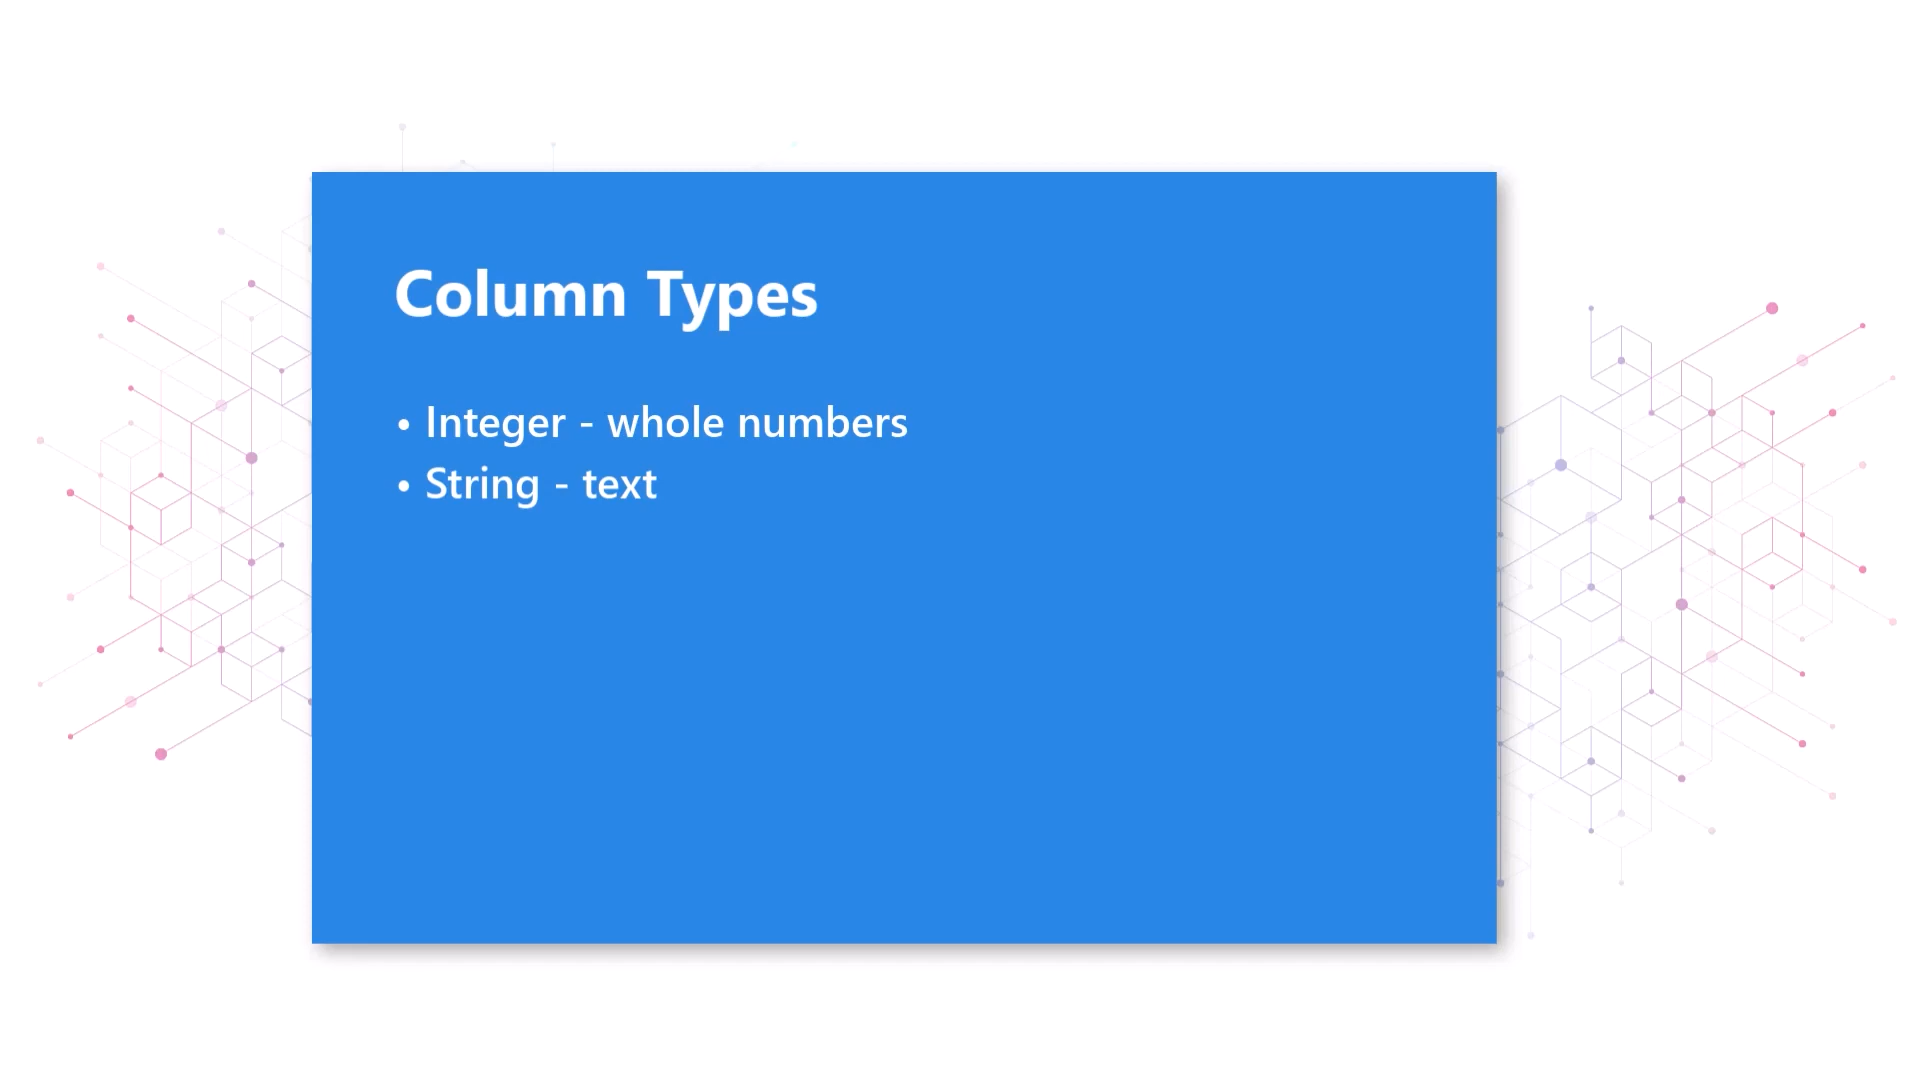 Column Types
• Integer - whole numbers
• String - text